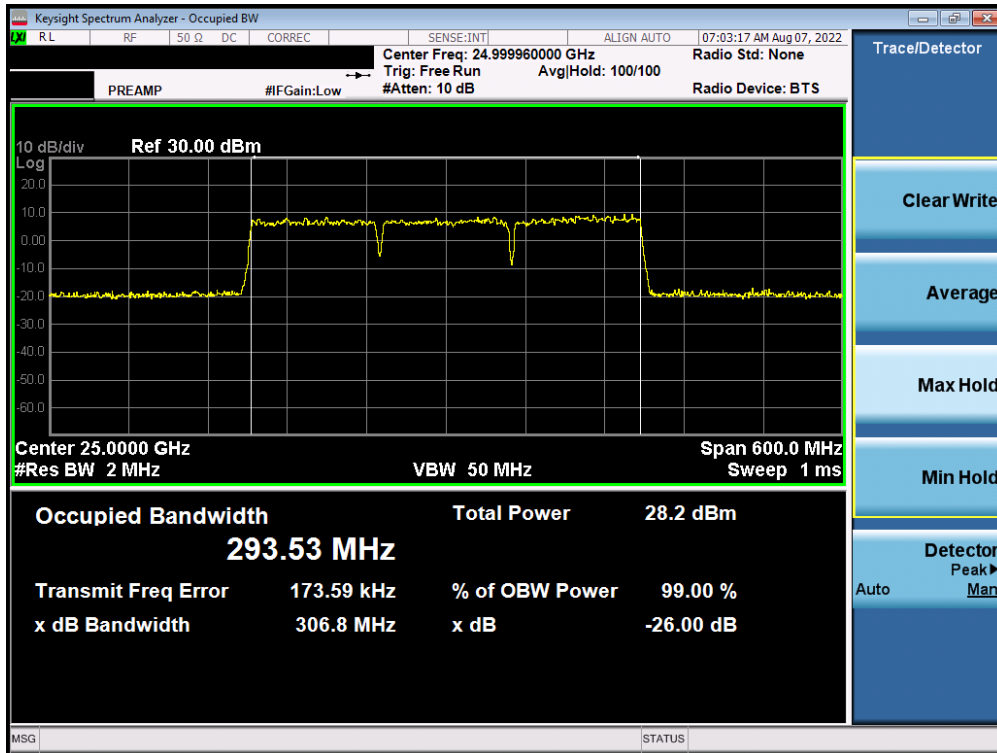 Keysight Spectrum Analyzer - Occupied BW
LXI RL RF 50 Ω DC CORREC SENSE:INT ALIGN AUTO 07:03:17 AM Aug 07, 2022
Center Freq: 24.999960000 GHz Radio Std: None
Trig: Free Run Avg|Hold: 100/100
PREAMP #IFGain:Low #Atten: 10 dB Radio Device: BTS
10 dB/div Ref 30.00 dBm
Log
20.0
10.0
0.00
-10.0
-20.0
-30.0
-40.0
-50.0
-60.0
Center 25.0000 GHz Span 600.0 MHz
#Res BW 2 MHz VBW 50 MHz Sweep 1 ms
Occupied Bandwidth Total Power 28.2 dBm
293.53 MHz
Transmit Freq Error 173.59 kHz % of OBW Power 99.00 %
x dB Bandwidth 306.8 MHz x dB -26.00 dB
MSG STATUS
Trace/Detector
Clear Write
Average
Max Hold
Min Hold
Detector
Peak
Auto Man